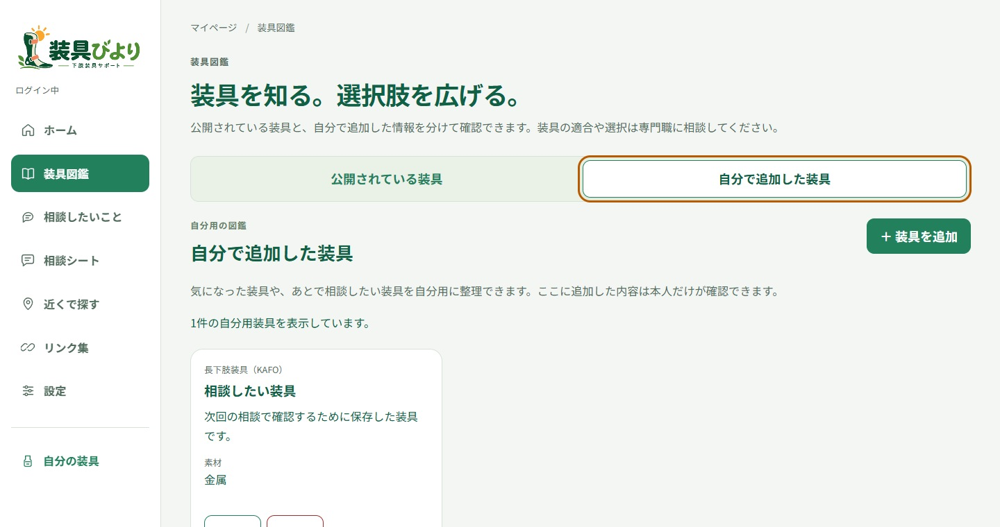 装具びより
下肢装具サポート
ログイン中
ホーム
装具図鑑
相談したいこと
相談シート
近くで探す
リンク集
設定
自分の装具
マイページ / 装具図鑑
装具図鑑
装具を知る。選択肢を広げる。
公開されている装具と、自分で追加した情報を分けて確認できます。装具の適合や選択は専門職に相談してください。
公開されている装具
自分で追加した装具
自分用の図鑑
自分で追加した装具
＋ 装具を追加
気になった装具や、あとで相談したい装具を自分用に整理できます。ここに追加した内容は本人だけが確認できます。
1件の自分用装具を表示しています。
長下肢装具（KAFO）
相談したい装具
次回の相談で確認するために保存した装具
です。
素材
金属